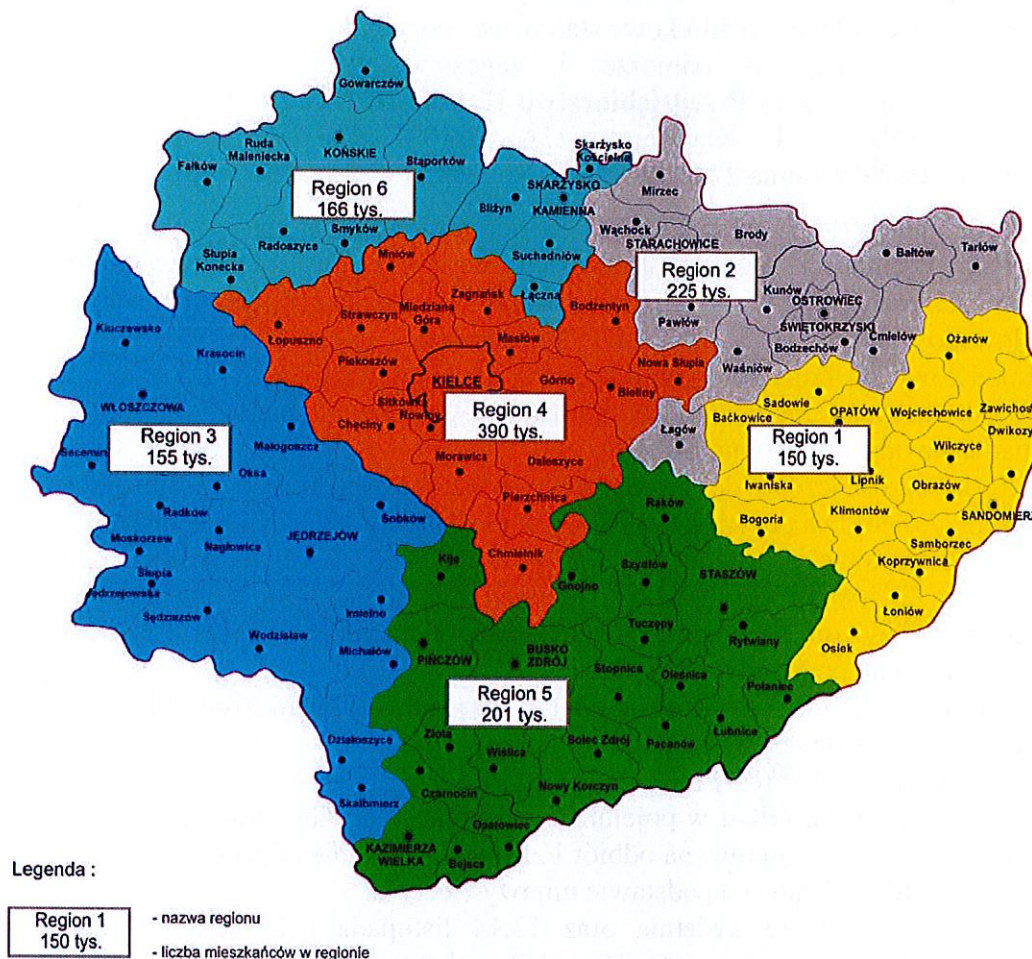 Gowarczów
Skarżysko
Kościelne
Ruda
Maleniecka
KOŃSKIE
Stąporków
Fałków
Mirzec
SKARŻYSKO
KAMIENNA
Region 6
166 tys.
Bliżyn
Wąchock
STARACHOWICE
Brody
Smyków
Radoszyce
Słupia
Konecka
Suchedniów
Bałtów
Tarłów
Region 2
225 tys.
Mniów
Łączna
Zagnańsk
Bodzentyn
Kunów
OSTROWIEC
ŚWIĘTOKRZYSKI
Miedziana
Góra
Strawczyn
Pawłów
Ćmielów
Kluczewsko
Łopuszno
Bodzechów
Ożarów
Krasocin
Masłów
Waśniów
Piekoszów
Nowa Słupia
Górno
KIELCE
Bieliny
Sadowie
Baćkowice
OPATÓW
Wojciechowice
Zawichos
WŁOSZCZOWA
Sitkówka
Nowiny
Chęciny
Region 4
390 tys.
Dwikozy
Region 3
155 tys.
Małogoszcz
Łagów
Region 1
150 tys.
Wilczyce
Secemin
Morawica
Daleszyce
Oksa
Iwaniska
Lipnik
Obrazów
Pierzchnica
Raków
Radków
Sobków
Klimontów
SANDOMIERZ
Bogoria
Nagłowice
JĘDRZEJÓW
Samborzec
Moskorzew
Chmielnik
Kije
Koprzywnica
Słupia
Jędrzejowska
Szydłów
STASZÓW
Gnojno
Łoniów
Sędziszów
Imielno
Tuczępy
Rytwiany
Wodzisław
Osiek
Michałów
PIŃCZÓW
BUSKO
ZDRÓJ
Stopnica
Oleśnica
Połaniec
Region 5
201 tys.
Działoszyce
Złota
Wiślica
Solec Zdrój
Pacanów
Łubnice
Skalbmierz
Czarnocin
Nowy Korczyn
Opatowiec
KAZIMIERZA
WIELKA
Bejsce
Legenda :
Region 1
150 tys.
- nazwa regionu
- liczba mieszkańców w regionie